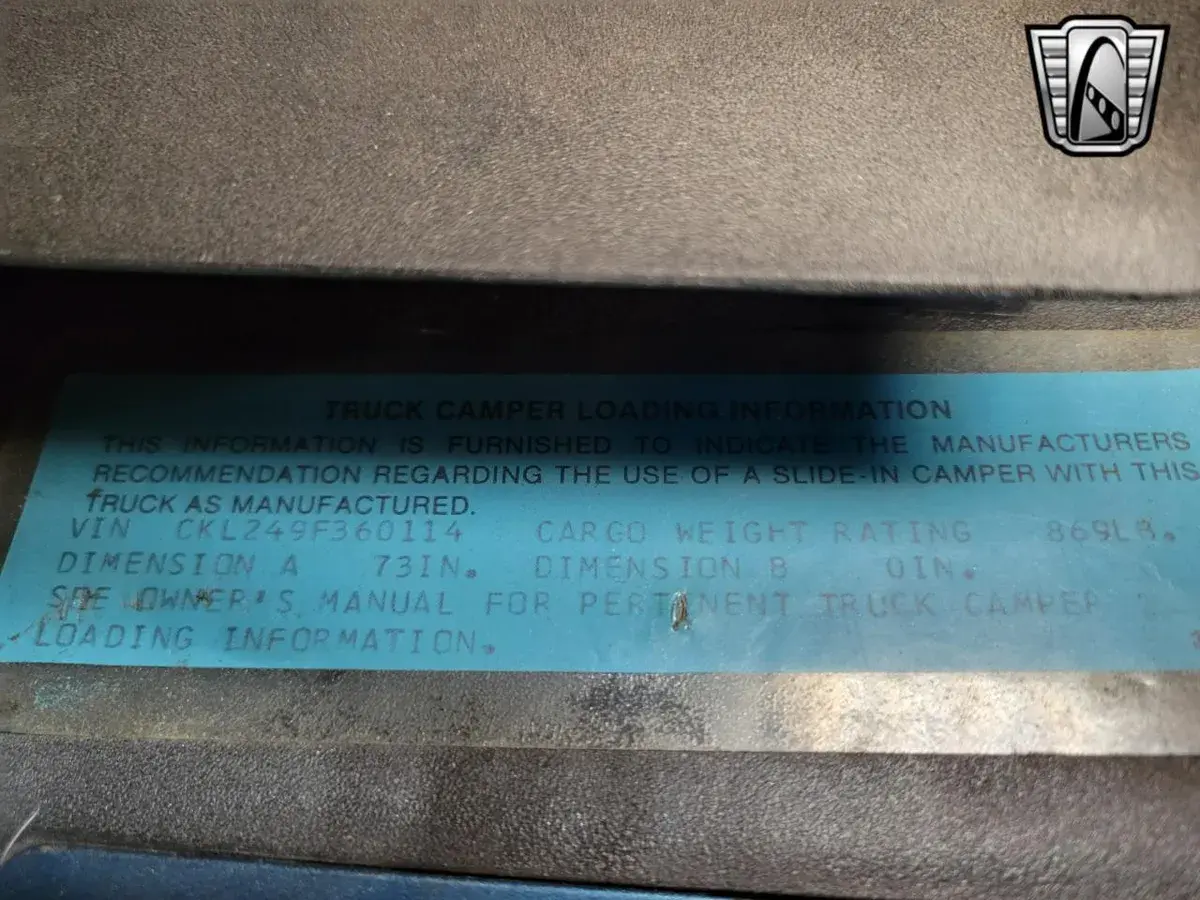 TRUCK CAMPER LOADING INFORMATION
THIS INFORMATION IS FURNISHED TO INDICATE THE MANUFACTURERS
RECOMMENDATION REGARDING THE USE OF A SLIDE-IN CAMPER WITH THIS
TRUCK AS MANUFACTURED.
VIN CKL249F360114 CARGO WEIGHT RATING 869LB.
DIMENSION A 73IN. DIMENSION B 0IN.
SEE OWNER'S MANUAL FOR PERTINENT TRUCK CAMPER
LOADING INFORMATION.